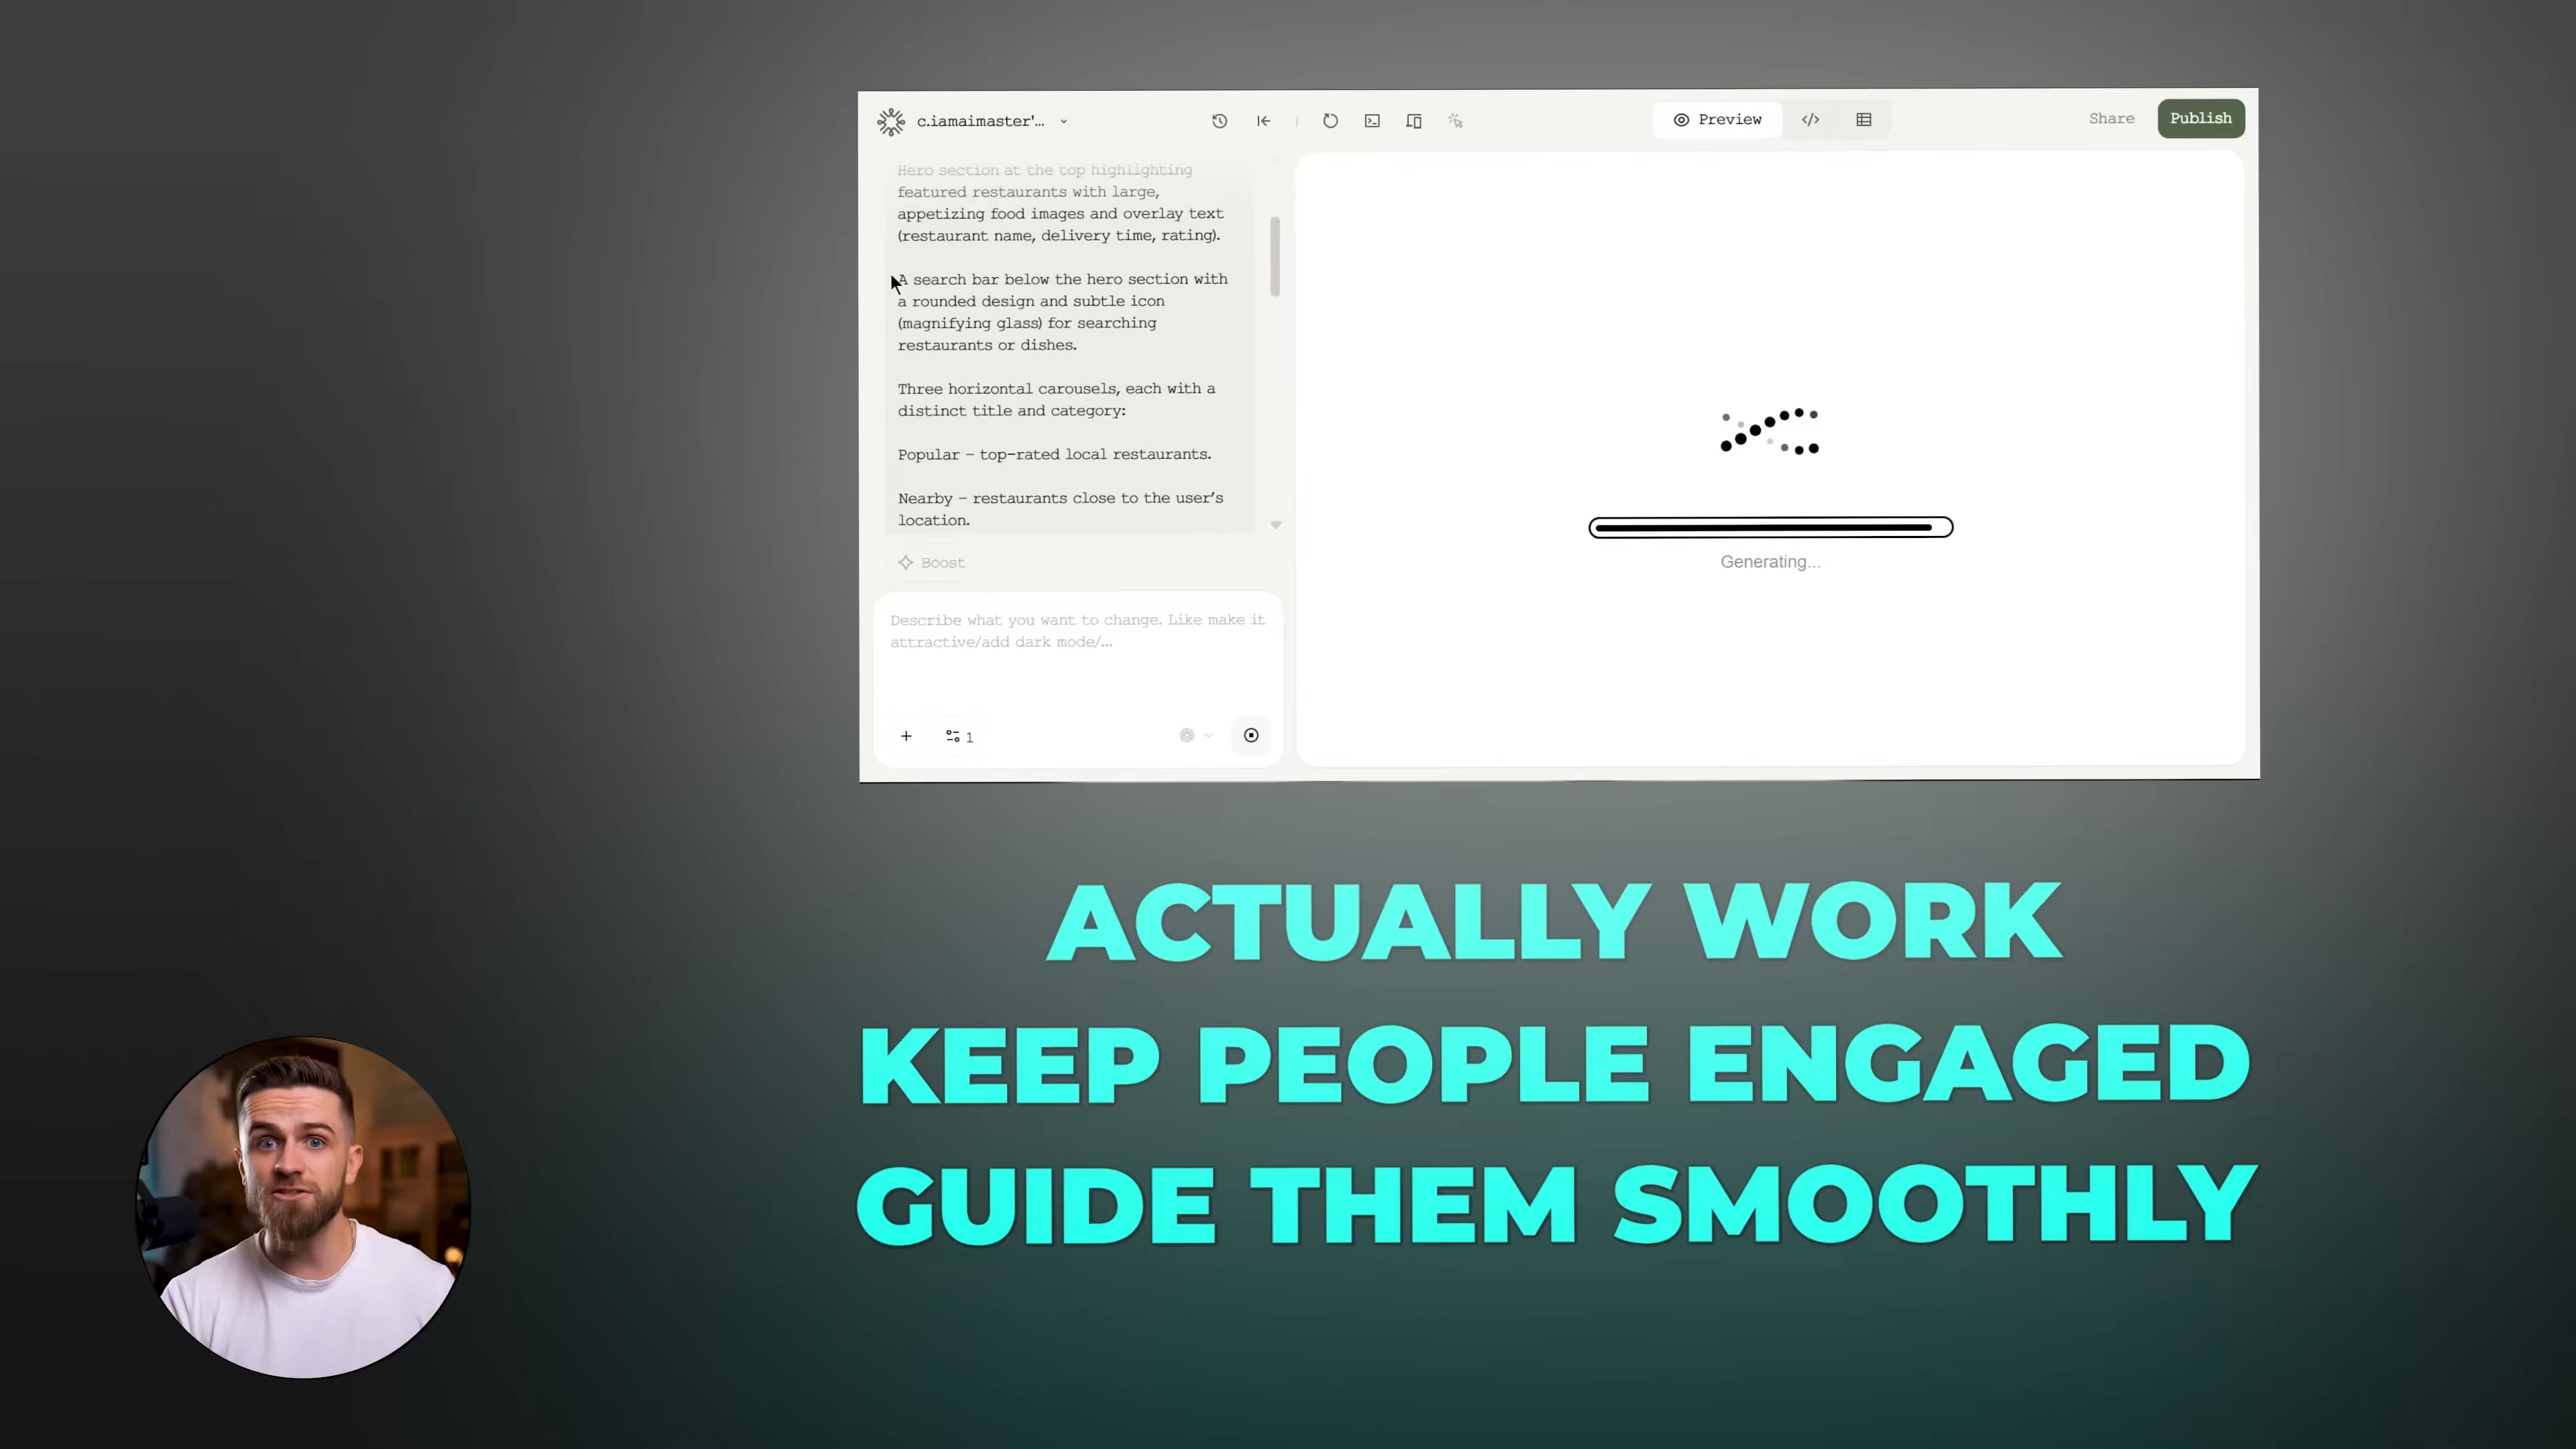 c.iamaimaster'...
Preview
Share
Publish
Hero section at the top highlighting
featured restaurants with large,
appetizing food images and overlay text
(restaurant name, delivery time, rating).
A search bar below the hero section with
a rounded design and subtle icon
(magnifying glass) for searching
restaurants or dishes.
Three horizontal carousels, each with a
distinct title and category:
Popular – top-rated local restaurants.
Nearby – restaurants close to the user's
location.
Boost
Describe what you want to change. Like make it
attractive/add dark mode/...
1
Generating...
ACTUALLY WORK
KEEP PEOPLE ENGAGED
GUIDE THEM SMOOTHLY